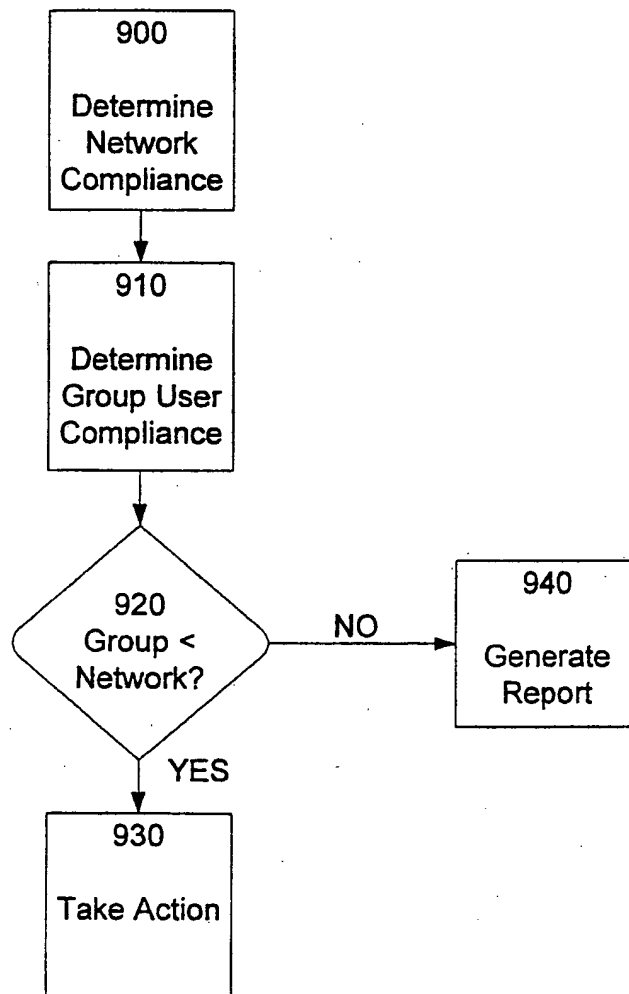 900
Determine
Network
Compliance
910
Determine
Group User
Compliance
920
Group <
Network?
NO
940
Generate
Report
YES
930
Take Action